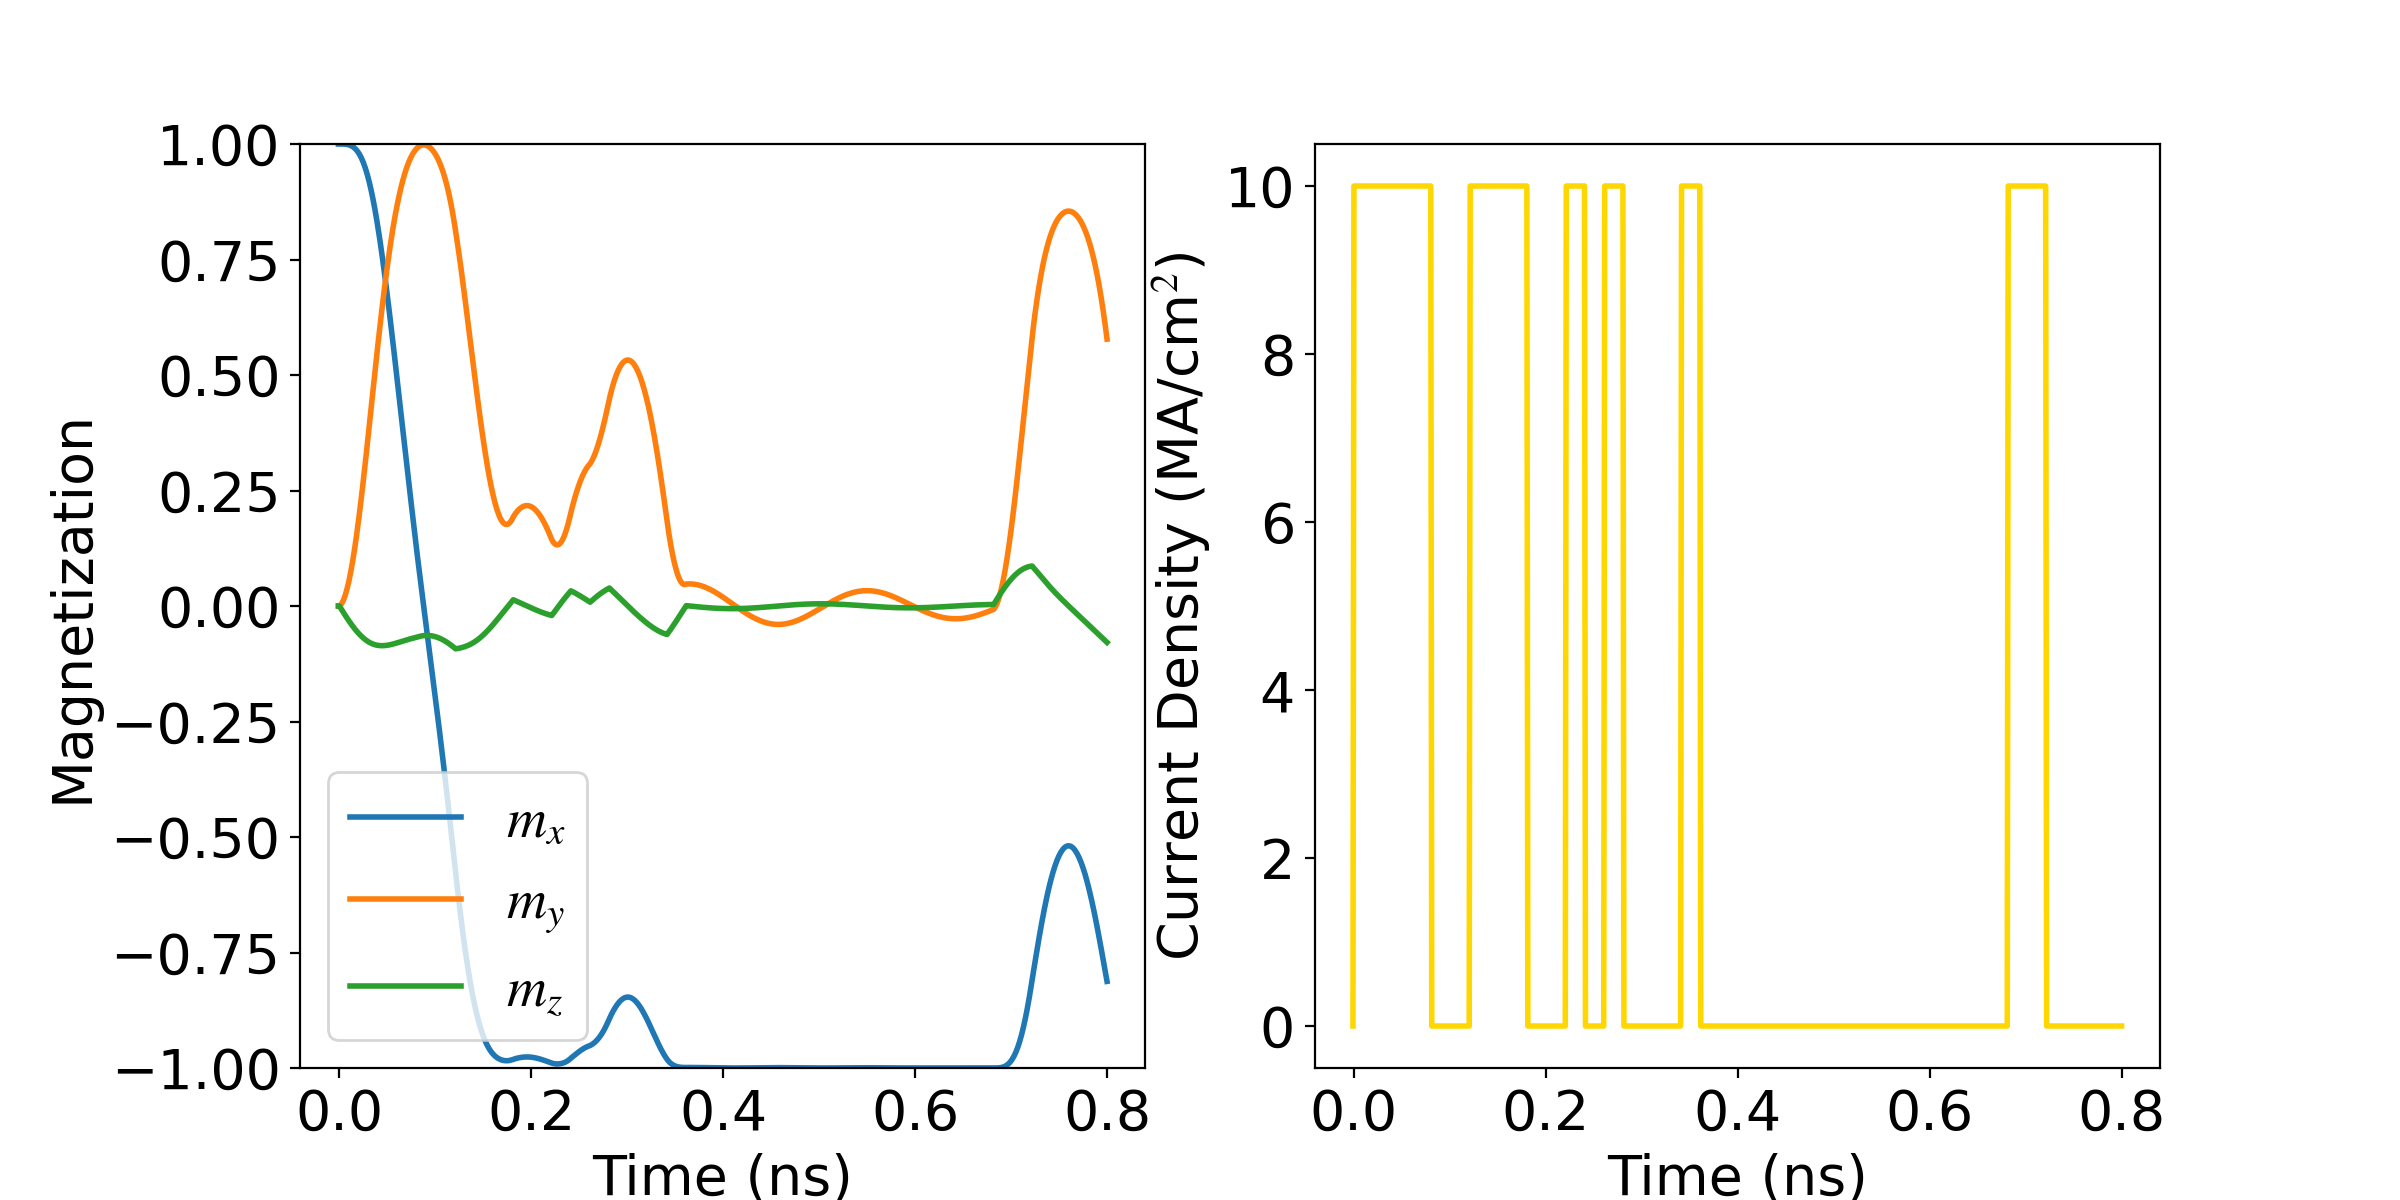 1.00
0.75
0.50
0.25
0.00
−0.25
−0.50
−0.75
−1.00
0.0 0.2 0.4 0.6 0.8
Time (ns)
Magnetization
m_x
m_y
m_z
10
8
6
4
2
0
0.0 0.2 0.4 0.6 0.8
Time (ns)
Current Density (MA/cm²)